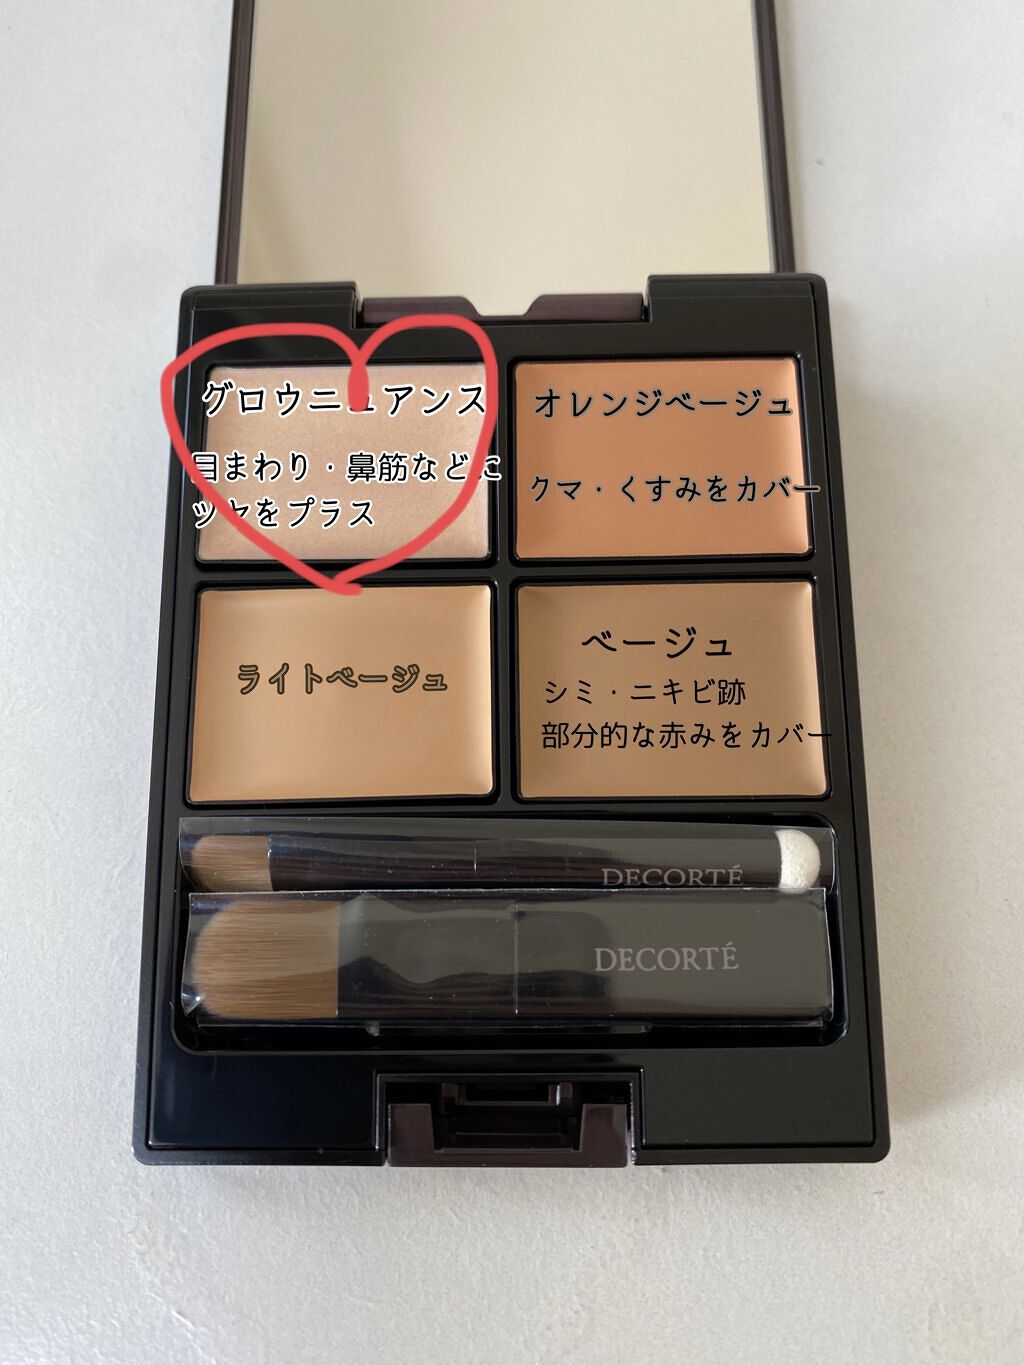 グロウニュアンス
目まわり・鼻筋などに
ツヤをプラス
オレンジベージュ
クマ・くすみをカバー
ライトベージュ
ベージュ
シミ・ニキビ跡
部分的な赤みをカバー
DECORTÉ
DECORTÉ